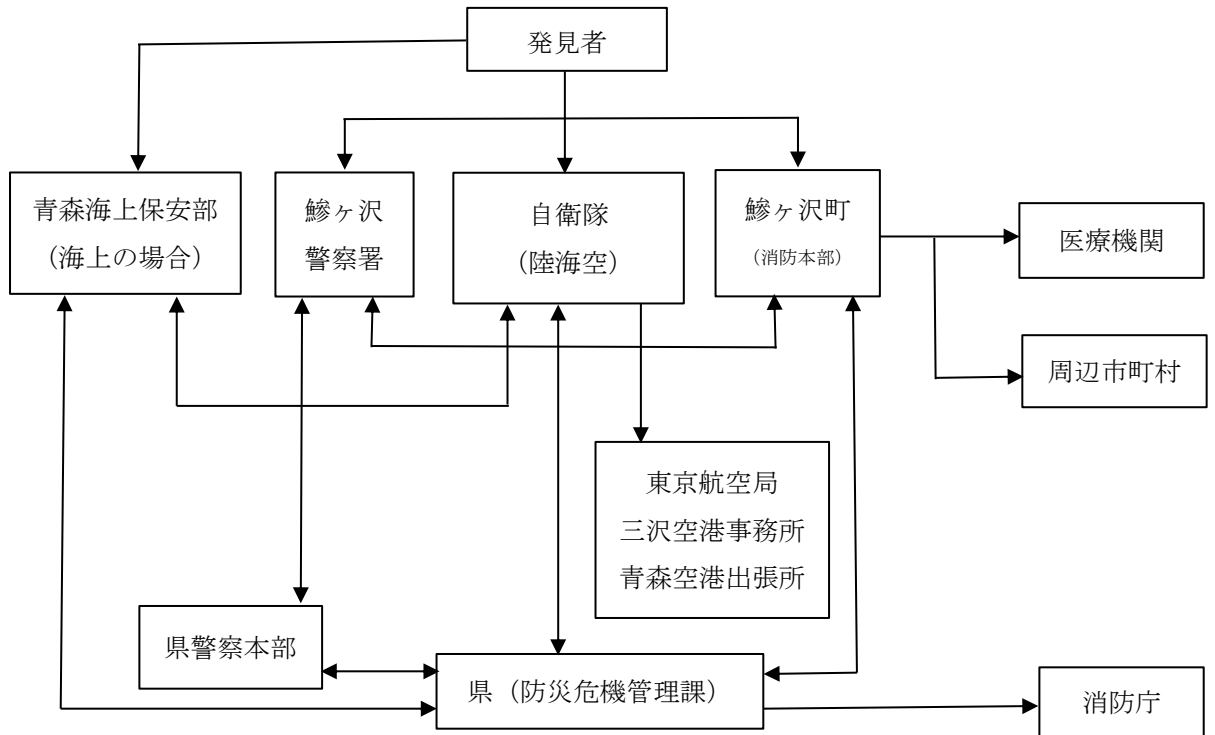 発見者
青森海上保安部
（海上の場合）
鰺ヶ沢
警察署
自衛隊
（陸海空）
鰺ヶ沢町
（消防本部）
医療機関
周辺市町村
東京航空局
三沢空港事務所
青森空港出張所
県警察本部
県（防災危機管理課）
消防庁